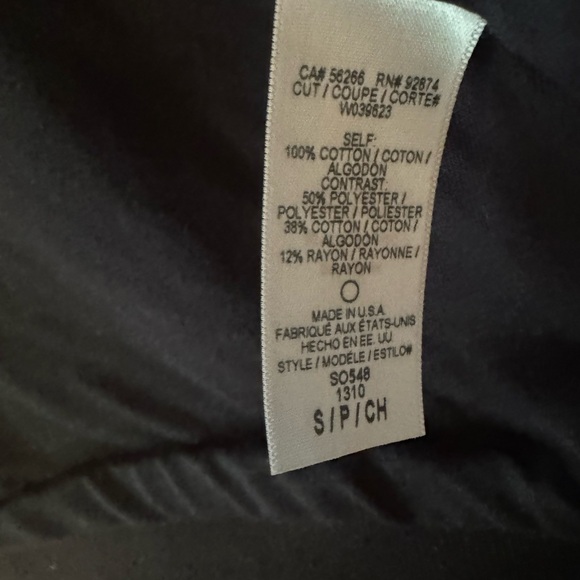 CA# 56266 RN# 92874
CUT / COUPE / CORTE#
W039623
SELF:
100% COTTON / COTON /
ALGODON
CONTRAST:
50% POLYESTER /
POLYESTER / POLIESTER
38% COTTON / COTON /
ALGODON
12% RAYON / RAYONNE /
RAYON
MADE IN U.S.A.
FABRIQUÉ AUX ÉTATS-UNIS
HECHO EN EE. UU.
STYLE / MODÈLE / ESTILO#
SO548
1310
S / P / CH